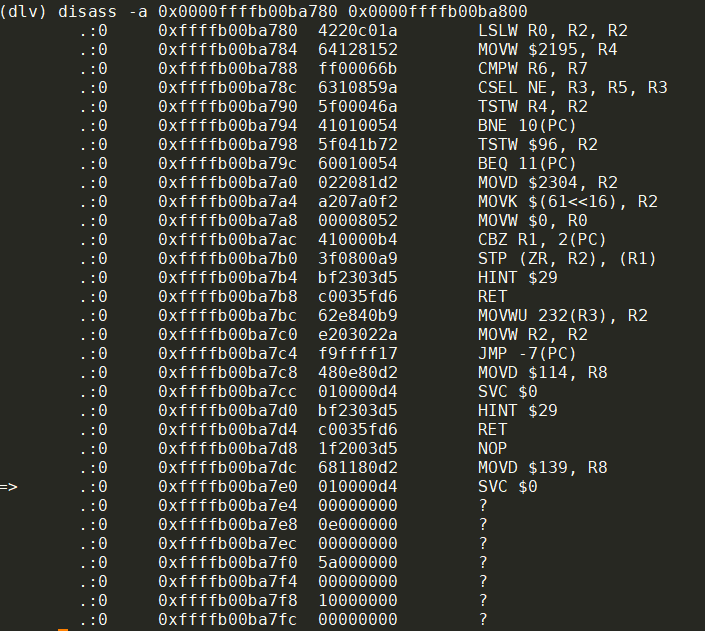 (dlv) disass -a 0x0000ffffb00ba780 0x0000ffffb00ba800
.:0 0xffffb00ba780 4220c01a LSLW R0, R2, R2
.:0 0xffffb00ba784 64128152 MOVW $2195, R4
.:0 0xffffb00ba788 ff00066b CMPW R6, R7
.:0 0xffffb00ba78c 6310859a CSEL NE, R3, R5, R3
.:0 0xffffb00ba790 5f00046a TSTW R4, R2
.:0 0xffffb00ba794 41010054 BNE 10(PC)
.:0 0xffffb00ba798 5f041b72 TSTW $96, R2
.:0 0xffffb00ba79c 60010054 BEQ 11(PC)
.:0 0xffffb00ba7a0 022081d2 MOVD $2304, R2
.:0 0xffffb00ba7a4 a207a0f2 MOVK $(61<<16), R2
.:0 0xffffb00ba7a8 00008052 MOVW $0, R0
.:0 0xffffb00ba7ac 410000b4 CBZ R1, 2(PC)
.:0 0xffffb00ba7b0 3f0800a9 STP (ZR, R2), (R1)
.:0 0xffffb00ba7b4 bf2303d5 HINT $29
.:0 0xffffb00ba7b8 c0035fd6 RET
.:0 0xffffb00ba7bc 62e840b9 MOVWU 232(R3), R2
.:0 0xffffb00ba7c0 e203022a MOVW R2, R2
.:0 0xffffb00ba7c4 f9ffff17 JMP -7(PC)
.:0 0xffffb00ba7c8 480e80d2 MOVD $114, R8
.:0 0xffffb00ba7cc 010000d4 SVC $0
.:0 0xffffb00ba7d0 bf2303d5 HINT $29
.:0 0xffffb00ba7d4 c0035fd6 RET
.:0 0xffffb00ba7d8 1f2003d5 NOP
.:0 0xffffb00ba7dc 681180d2 MOVD $139, R8
=> .:0 0xffffb00ba7e0 010000d4 SVC $0
.:0 0xffffb00ba7e4 00000000 ?
.:0 0xffffb00ba7e8 0e000000 ?
.:0 0xffffb00ba7ec 00000000 ?
.:0 0xffffb00ba7f0 5a000000 ?
.:0 0xffffb00ba7f4 00000000 ?
.:0 0xffffb00ba7f8 10000000 ?
.:0 0xffffb00ba7fc 00000000 ?